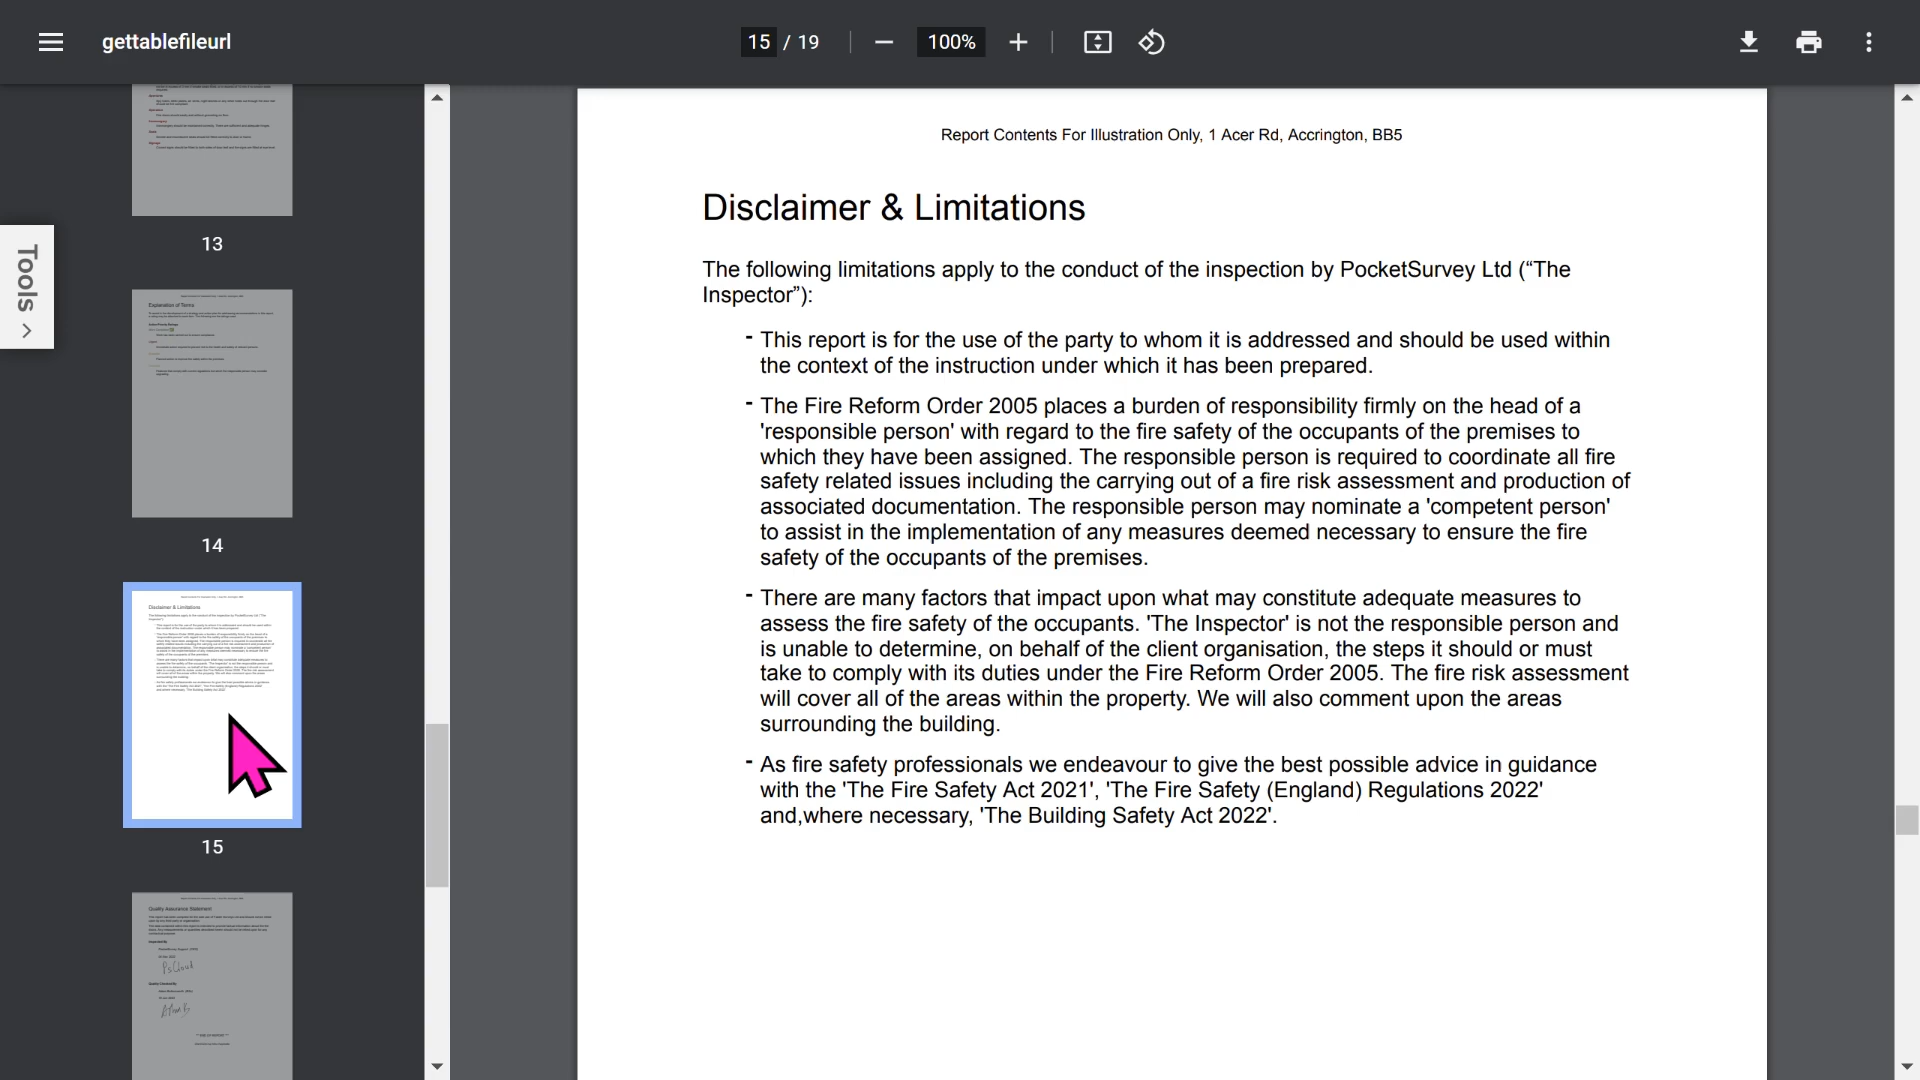 gettablefileurl
15 / 19
100%
Tools
13
Explanation of Terms
14
Disclaimer & Limitations
15
Quality Assurance Statement
Report Contents For Illustration Only, 1 Acer Rd, Accrington, BB5
Disclaimer & Limitations
The following limitations apply to the conduct of the inspection by PocketSurvey Ltd (“The
Inspector”):
- This report is for the use of the party to whom it is addressed and should be used within
the context of the instruction under which it has been prepared.
- The Fire Reform Order 2005 places a burden of responsibility firmly on the head of a
'responsible person' with regard to the fire safety of the occupants of the premises to
which they have been assigned. The responsible person is required to coordinate all fire
safety related issues including the carrying out of a fire risk assessment and production of
associated documentation. The responsible person may nominate a 'competent person'
to assist in the implementation of any measures deemed necessary to ensure the fire
safety of the occupants of the premises.
- There are many factors that impact upon what may constitute adequate measures to
assess the fire safety of the occupants. 'The Inspector' is not the responsible person and
is unable to determine, on behalf of the client organisation, the steps it should or must
take to comply with its duties under the Fire Reform Order 2005. The fire risk assessment
will cover all of the areas within the property. We will also comment upon the areas
surrounding the building.
- As fire safety professionals we endeavour to give the best possible advice in guidance
with the 'The Fire Safety Act 2021', 'The Fire Safety (England) Regulations 2022'
and,where necessary, 'The Building Safety Act 2022'.